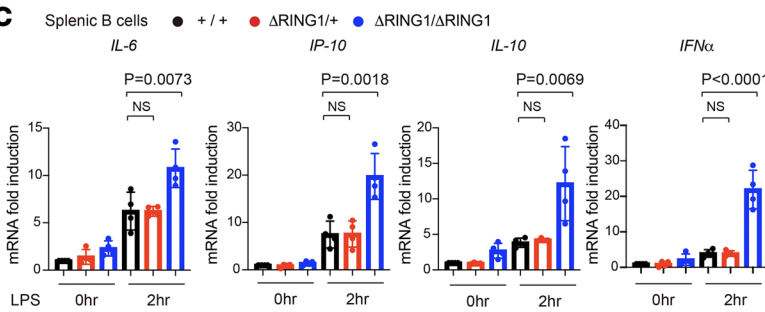 C
Splenic B cells + / + ΔRING1/+ ΔRING1/ΔRING1
IL-6 IP-10 IL-10 IFNα
P=0.0073 P=0.0018 P=0.0069 P<0.0001
NS NS NS NS
mRNA fold induction
15
10
5
0
mRNA fold induction
30
20
10
0
mRNA fold induction
20
15
10
5
0
mRNA fold induction
40
30
20
10
0
LPS 0hr 2hr 0hr 2hr 0hr 2hr 0hr 2hr